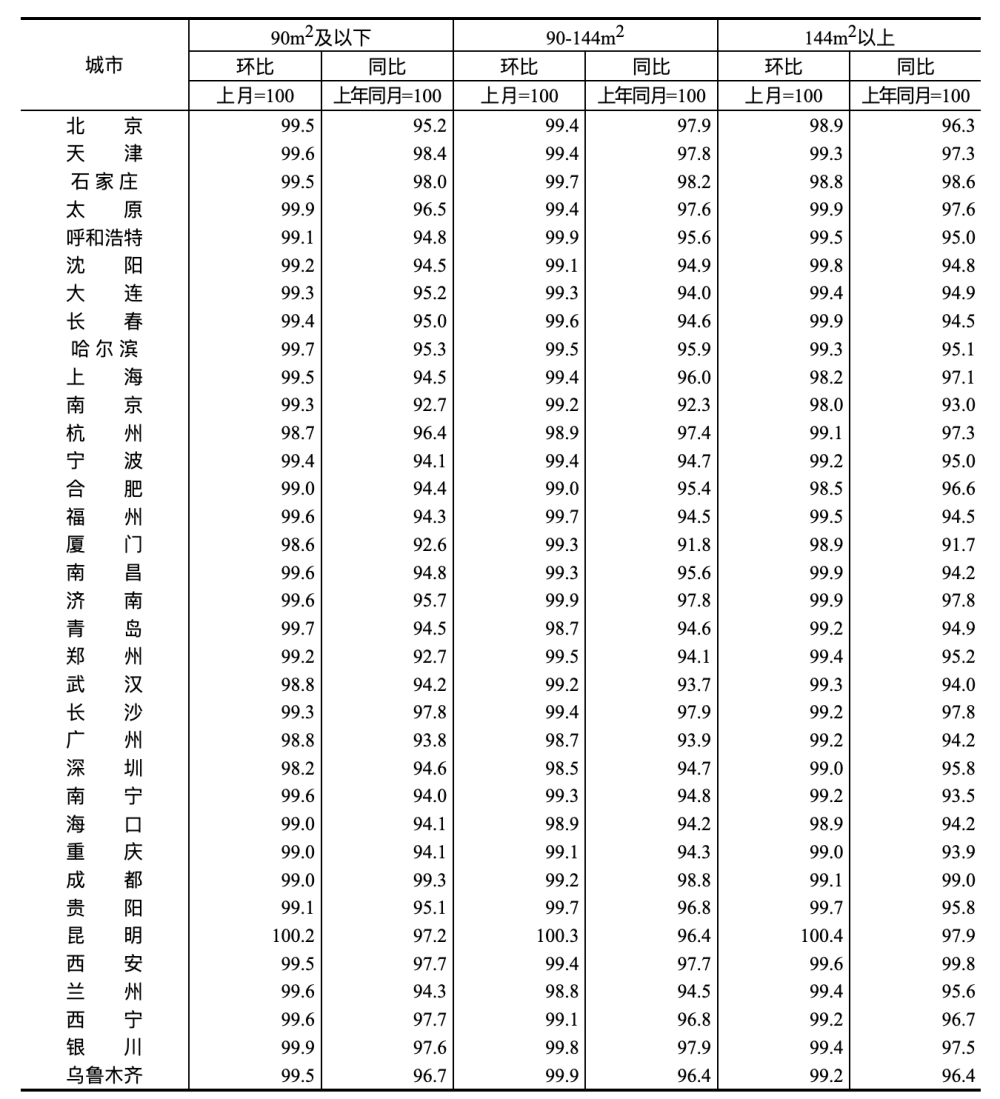 城市 90m²及以下 90-144m² 144m²以上
环比 同比 环比 同比 环比 同比
上月=100 上年同月=100 上月=100 上年同月=100 上月=100 上年同月=100
北京 99.5 95.2 99.4 97.9 98.9 96.3
天津 99.6 98.4 99.4 97.8 99.3 97.3
石家庄 99.5 98.0 99.7 98.2 98.8 98.6
太原 99.9 96.5 99.4 97.6 99.9 97.6
呼和浩特 99.1 94.8 99.9 95.6 99.5 95.0
沈阳 99.2 94.5 99.1 94.9 99.8 94.8
大连 99.3 95.2 99.3 94.0 99.4 94.9
长春 99.4 95.0 99.6 94.6 99.9 94.5
哈尔滨 99.7 95.3 99.5 95.9 99.3 95.1
上海 99.5 94.5 99.4 96.0 98.2 97.1
南京 99.3 92.7 99.2 92.3 98.0 93.0
杭州 98.7 96.4 98.9 97.4 99.1 97.3
宁波 99.4 94.1 99.4 94.7 99.2 95.0
合肥 99.0 94.4 99.0 95.4 98.5 96.6
福州 99.6 94.3 99.7 94.5 99.5 94.5
厦门 98.6 92.6 99.3 91.8 98.9 91.7
南昌 99.6 94.8 99.3 95.6 99.9 94.2
济南 99.6 95.7 99.9 97.8 99.9 97.8
青岛 99.7 94.5 98.7 94.6 99.2 94.9
郑州 99.2 92.7 99.5 94.1 99.4 95.2
武汉 98.8 94.2 99.2 93.7 99.3 94.0
长沙 99.3 97.8 99.4 97.9 99.2 97.8
广州 98.8 93.8 98.7 93.9 99.2 94.2
深圳 98.2 94.6 98.5 94.7 99.0 95.8
南宁 99.6 94.0 99.3 94.8 99.2 93.5
海口 99.0 94.1 98.9 94.2 98.9 94.2
重庆 99.0 94.1 99.1 94.3 99.0 93.9
成都 99.0 99.3 99.2 98.8 99.1 99.0
贵阳 99.1 95.1 99.7 96.8 99.7 95.8
昆明 100.2 97.2 100.3 96.4 100.4 97.9
西安 99.5 97.7 99.4 97.7 99.6 99.8
兰州 99.6 94.3 98.8 94.5 99.4 95.6
西宁 99.6 97.7 99.1 96.8 99.2 96.7
银川 99.9 97.6 99.8 97.9 99.4 97.5
乌鲁木齐 99.5 96.7 99.9 96.4 99.2 96.4